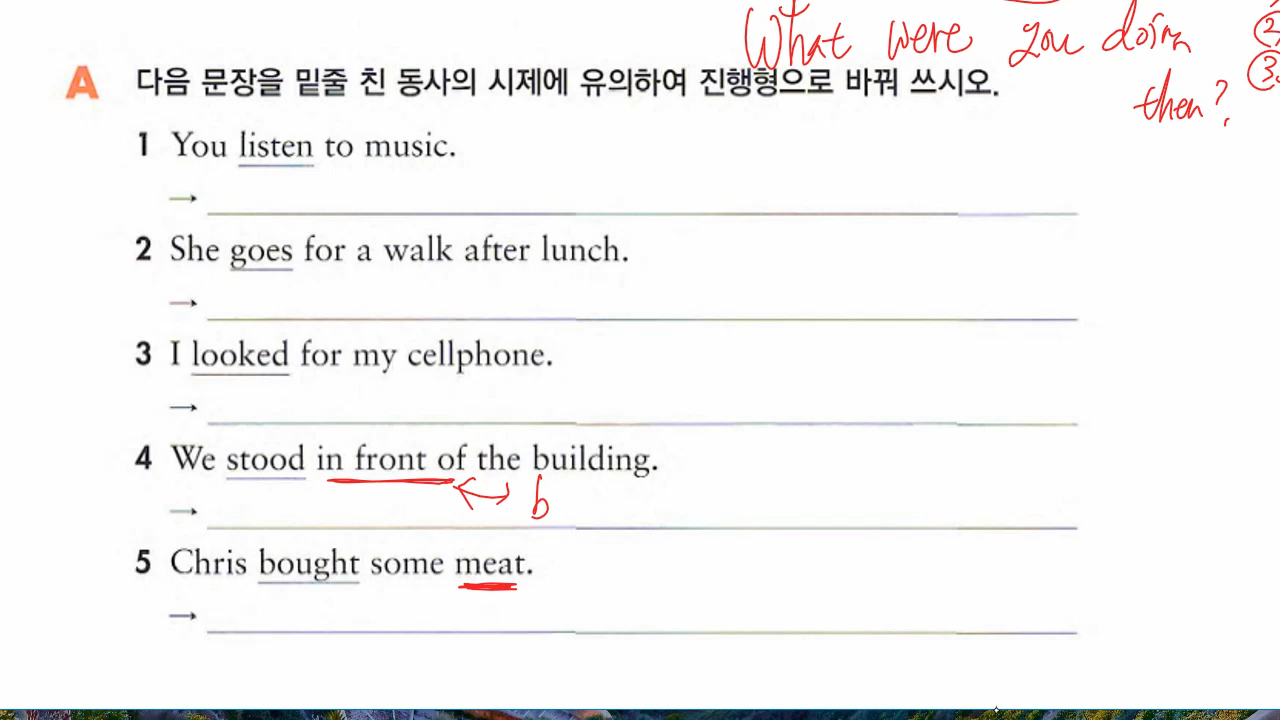 What were you doing
②
then?
③
A 다음 문장을 밑줄 친 동사의 시제에 유의하여 진행형으로 바꿔 쓰시오.
1 You listen to music.
→
2 She goes for a walk after lunch.
→
3 I looked for my cellphone.
→
4 We stood in front of the building.
b
→
5 Chris bought some meat.
→